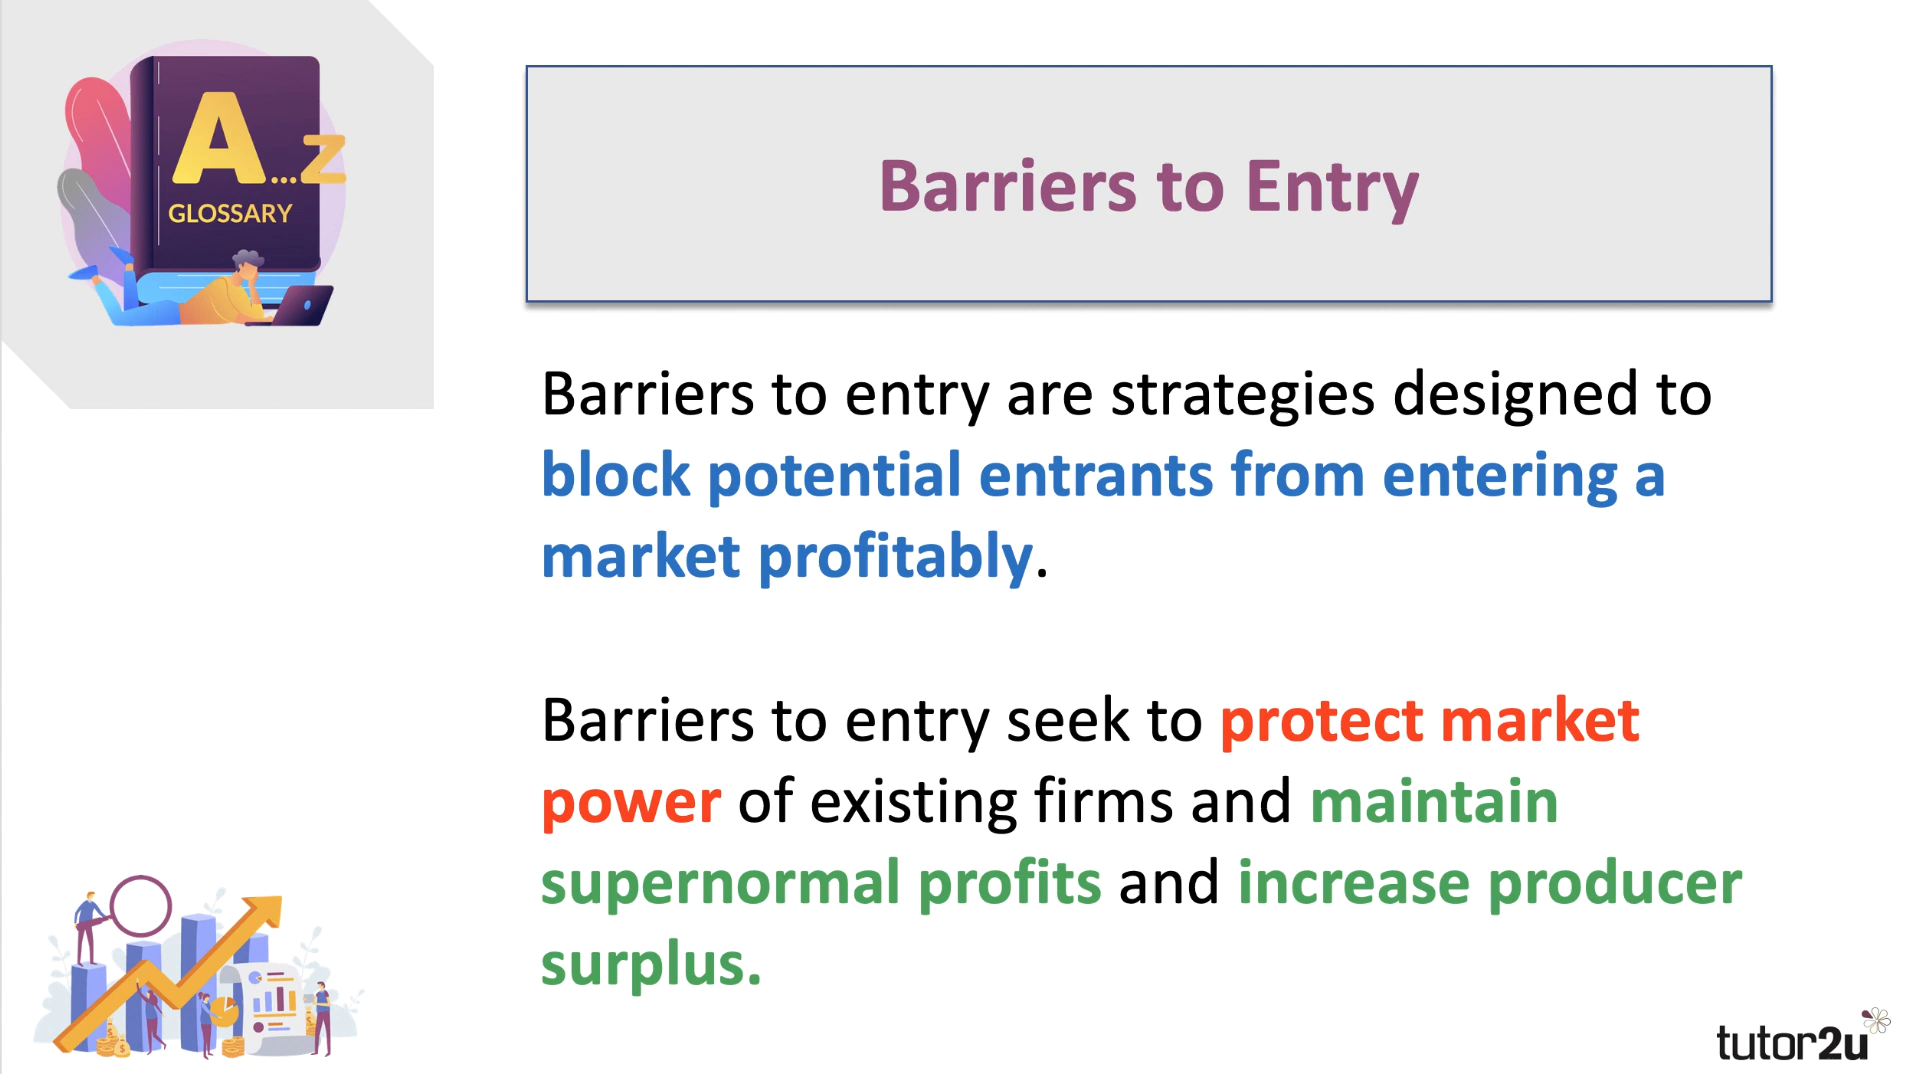 A...Z
GLOSSARY
Barriers to Entry
Barriers to entry are strategies designed to
block potential entrants from entering a
market profitably.
Barriers to entry seek to protect market
power of existing firms and maintain
supernormal profits and increase producer
surplus.
tutor2u